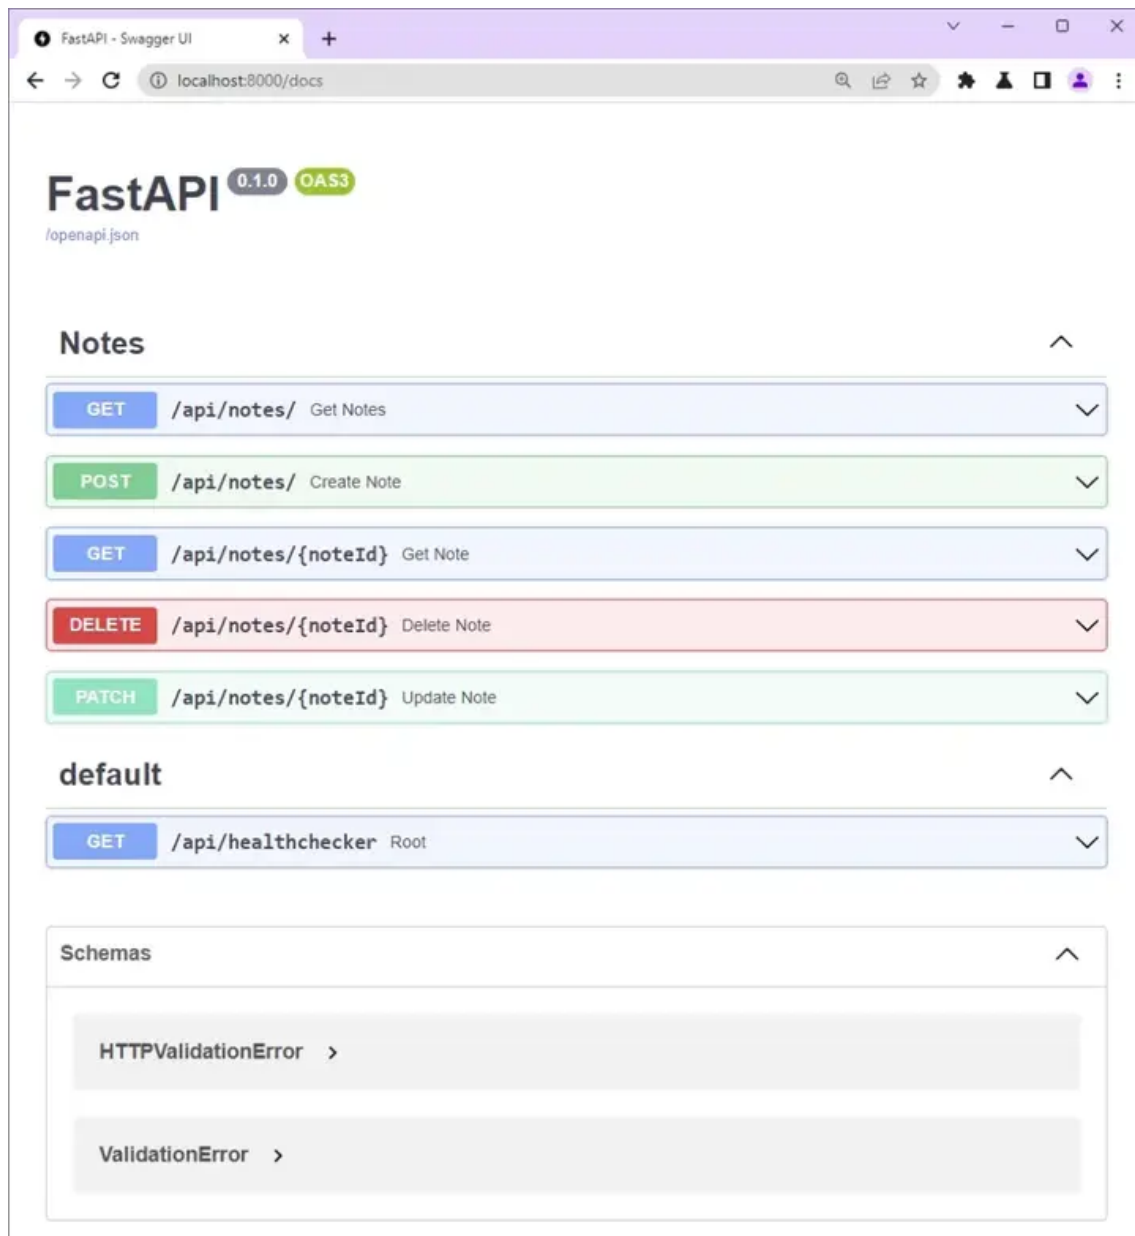 FastAPI - Swagger UI
localhost:8000/docs
FastAPI 0.1.0 OAS3
/openapi.json
Notes
GET /api/notes/ Get Notes
POST /api/notes/ Create Note
GET /api/notes/{noteId} Get Note
DELETE /api/notes/{noteId} Delete Note
PATCH /api/notes/{noteId} Update Note
default
GET /api/healthchecker Root
Schemas
HTTPValidationError
ValidationError